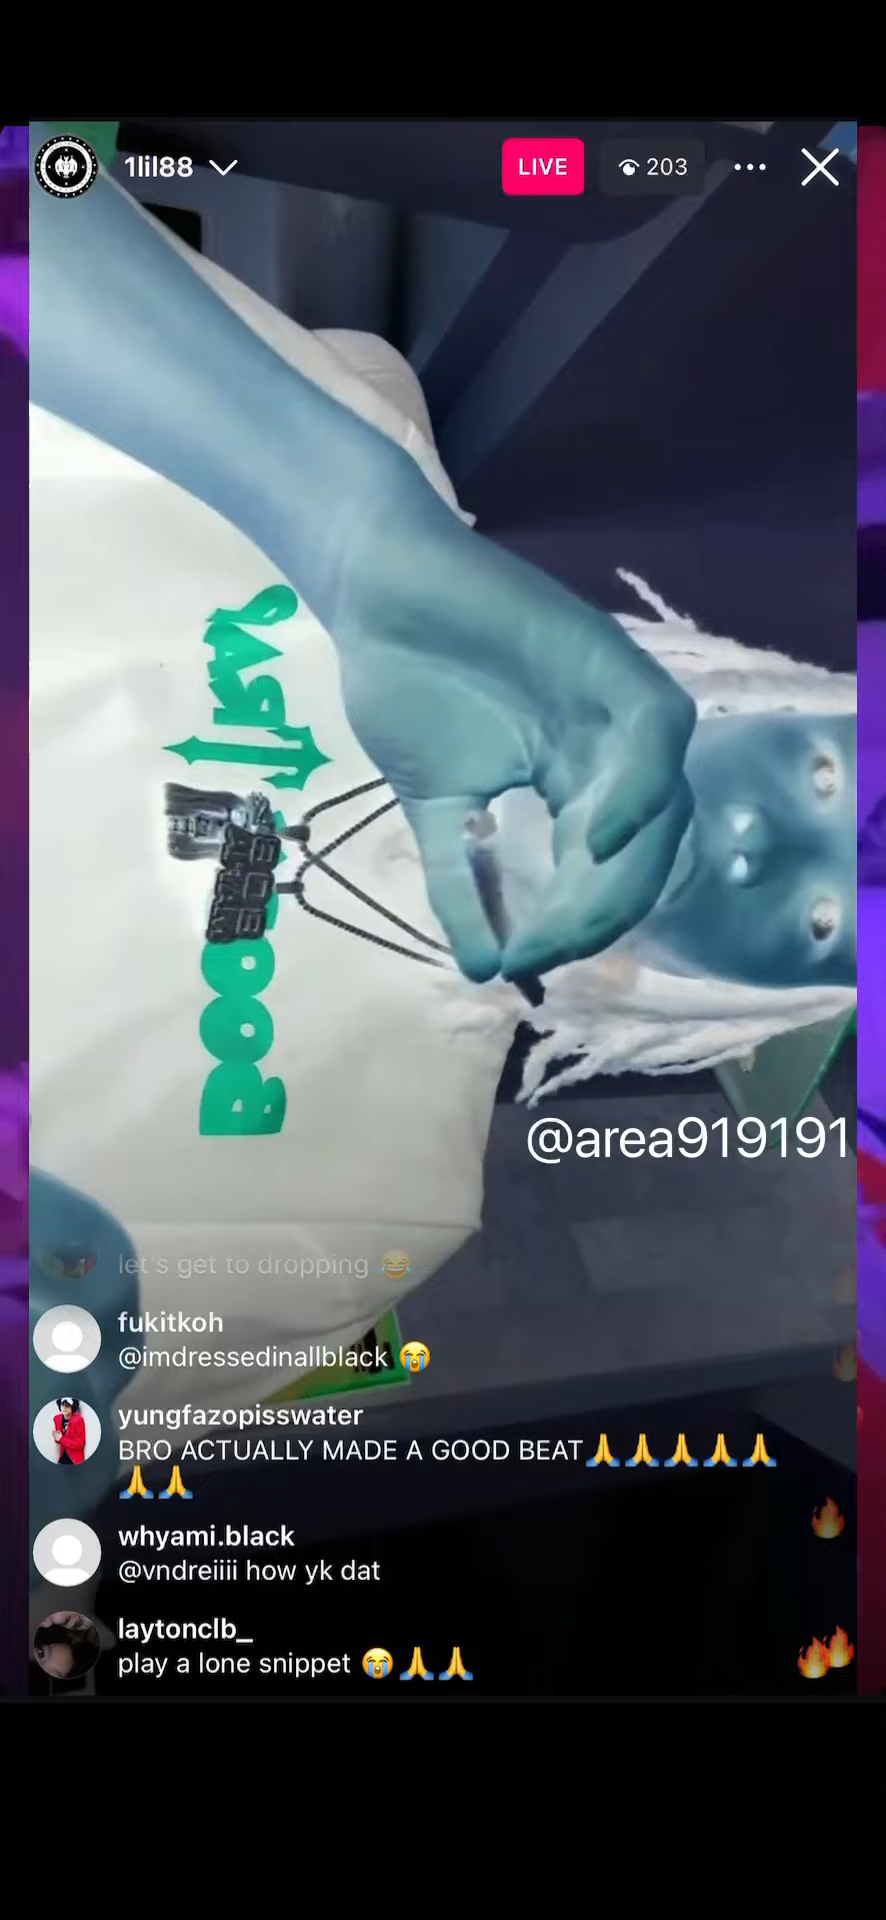 1lil88
LIVE
203
@area919191
let's get to dropping 😂
fukitkoh
@imdressedinallblack 😭
yungfazopisswater
BRO ACTUALLY MADE A GOOD BEAT🙏🙏🙏🙏🙏
🙏🙏
whyami.black
@vndreiiii how yk dat
laytonclb_
play a lone snippet 😭🙏🙏